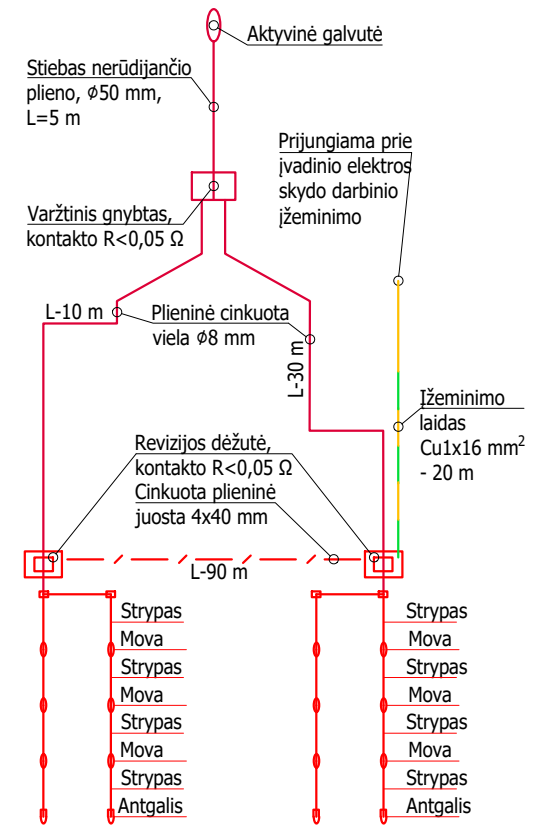 Aktyvinė galvutė
Stiebas nerūdijančio
plieno, ϕ50 mm,
L=5 m
Prijungiama prie
įvadinio elektros
skydo darbinio
įžeminimo
Varžtinis gnybtas,
kontakto R<0,05 Ω
L-10 m
Plieninė cinkuota
viela ϕ8 mm
L-30 m
Įžeminimo
laidas
Cu1x16 mm²
- 20 m
Revizijos dėžutė,
kontakto R<0,05 Ω
Cinkuota plieninė
juosta 4x40 mm
L-90 m
Strypas
Mova
Strypas
Mova
Strypas
Mova
Strypas
Antgalis
Strypas
Mova
Strypas
Mova
Strypas
Mova
Strypas
Antgalis